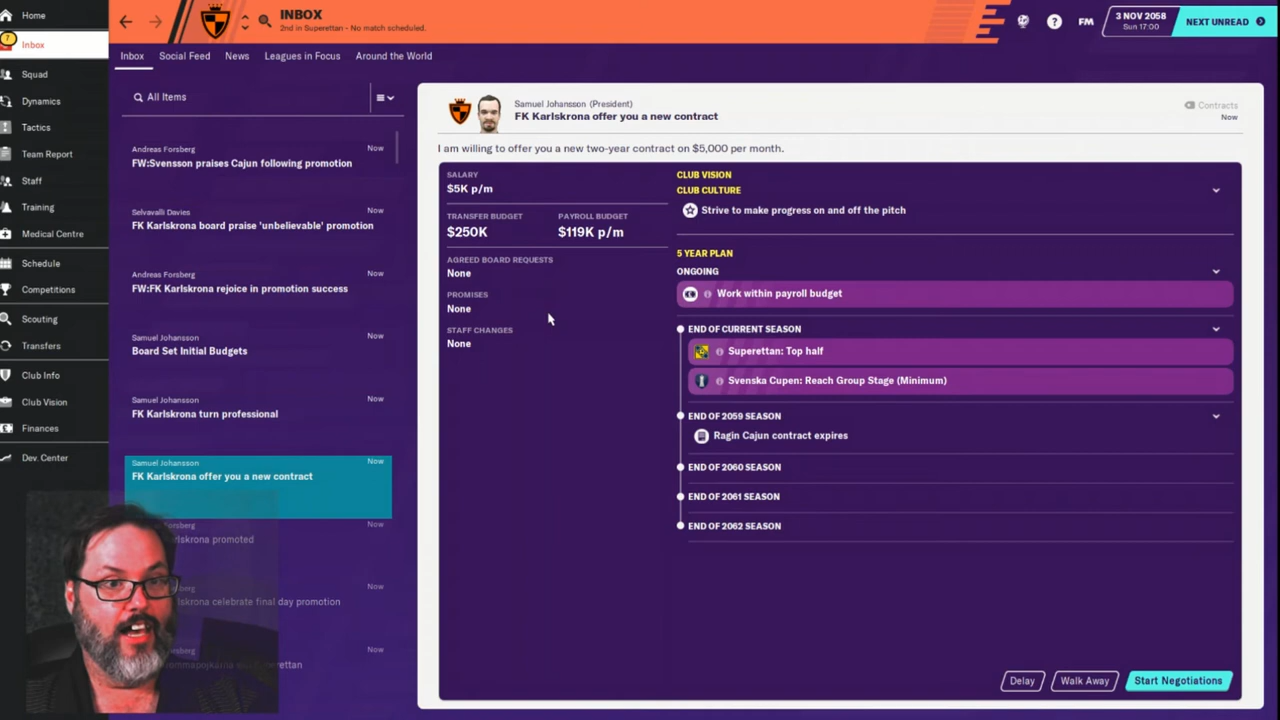 Home
INBOX
2nd in Superettan - No match scheduled.
FM
3 NOV 2058
Sun 17:00
NEXT UNREAD
7
Inbox
Squad
Dynamics
Tactics
Team Report
Staff
Training
Medical Centre
Schedule
Competitions
Scouting
Transfers
Club Info
Club Vision
Finances
Dev. Center
Inbox
Social Feed
News
Leagues in Focus
Around the World
All Items
Andreas Forsberg
Now
FW:Svensson praises Cajun following promotion
Selvavalli Davies
Now
FK Karlskrona board praise 'unbelievable' promotion
Andreas Forsberg
Now
FW:FK Karlskrona rejoice in promotion success
Samuel Johansson
Now
Board Set Initial Budgets
Samuel Johansson
Now
FK Karlskrona turn professional
Samuel Johansson
Now
FK Karlskrona offer you a new contract
Now
promoted
Now
celebrate final day promotion
Now
Samuel Johansson (President)
FK Karlskrona offer you a new contract
Contracts
Now
I am willing to offer you a new two-year contract on $5,000 per month.
SALARY
$5K p/m
TRANSFER BUDGET
$250K
PAYROLL BUDGET
$119K p/m
AGREED BOARD REQUESTS
None
PROMISES
None
STAFF CHANGES
None
CLUB VISION
CLUB CULTURE
Strive to make progress on and off the pitch
5 YEAR PLAN
ONGOING
Work within payroll budget
END OF CURRENT SEASON
Superettan: Top half
Svenska Cupen: Reach Group Stage (Minimum)
END OF 2059 SEASON
Ragin Cajun contract expires
END OF 2060 SEASON
END OF 2061 SEASON
END OF 2062 SEASON
Delay
Walk Away
Start Negotiations